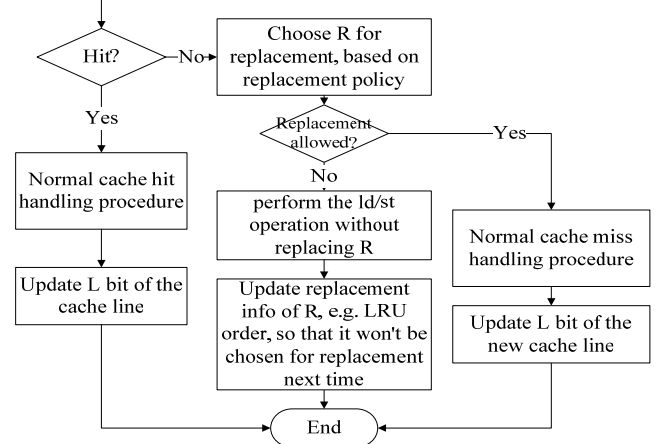 Hit?
No
Choose R for
replacement, based on
replacement policy
Yes
Replacement
allowed?
Yes
No
Normal cache hit
handling procedure
perform the ld/st
operation without
replacing R
Normal cache miss
handling procedure
Update L bit of the
cache line
Update replacement
info of R, e.g. LRU
order, so that it won't be
chosen for replacement
next time
Update L bit of the
new cache line
End